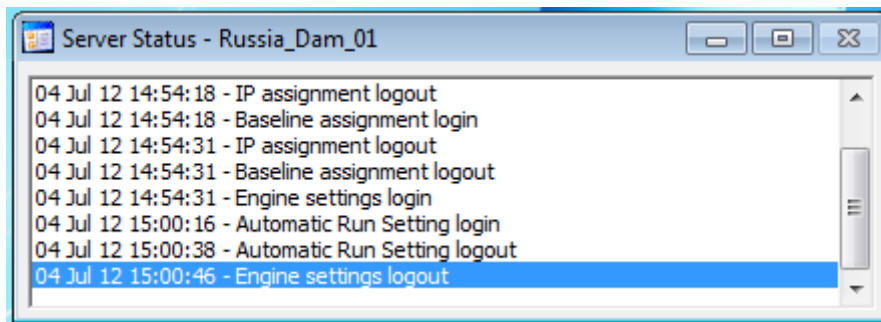 Server Status - Russia_Dam_01
04 Jul 12 14:54:18 - IP assignment logout
04 Jul 12 14:54:18 - Baseline assignment login
04 Jul 12 14:54:31 - IP assignment logout
04 Jul 12 14:54:31 - Baseline assignment logout
04 Jul 12 14:54:31 - Engine settings login
04 Jul 12 15:00:16 - Automatic Run Setting login
04 Jul 12 15:00:38 - Automatic Run Setting logout
04 Jul 12 15:00:46 - Engine settings logout